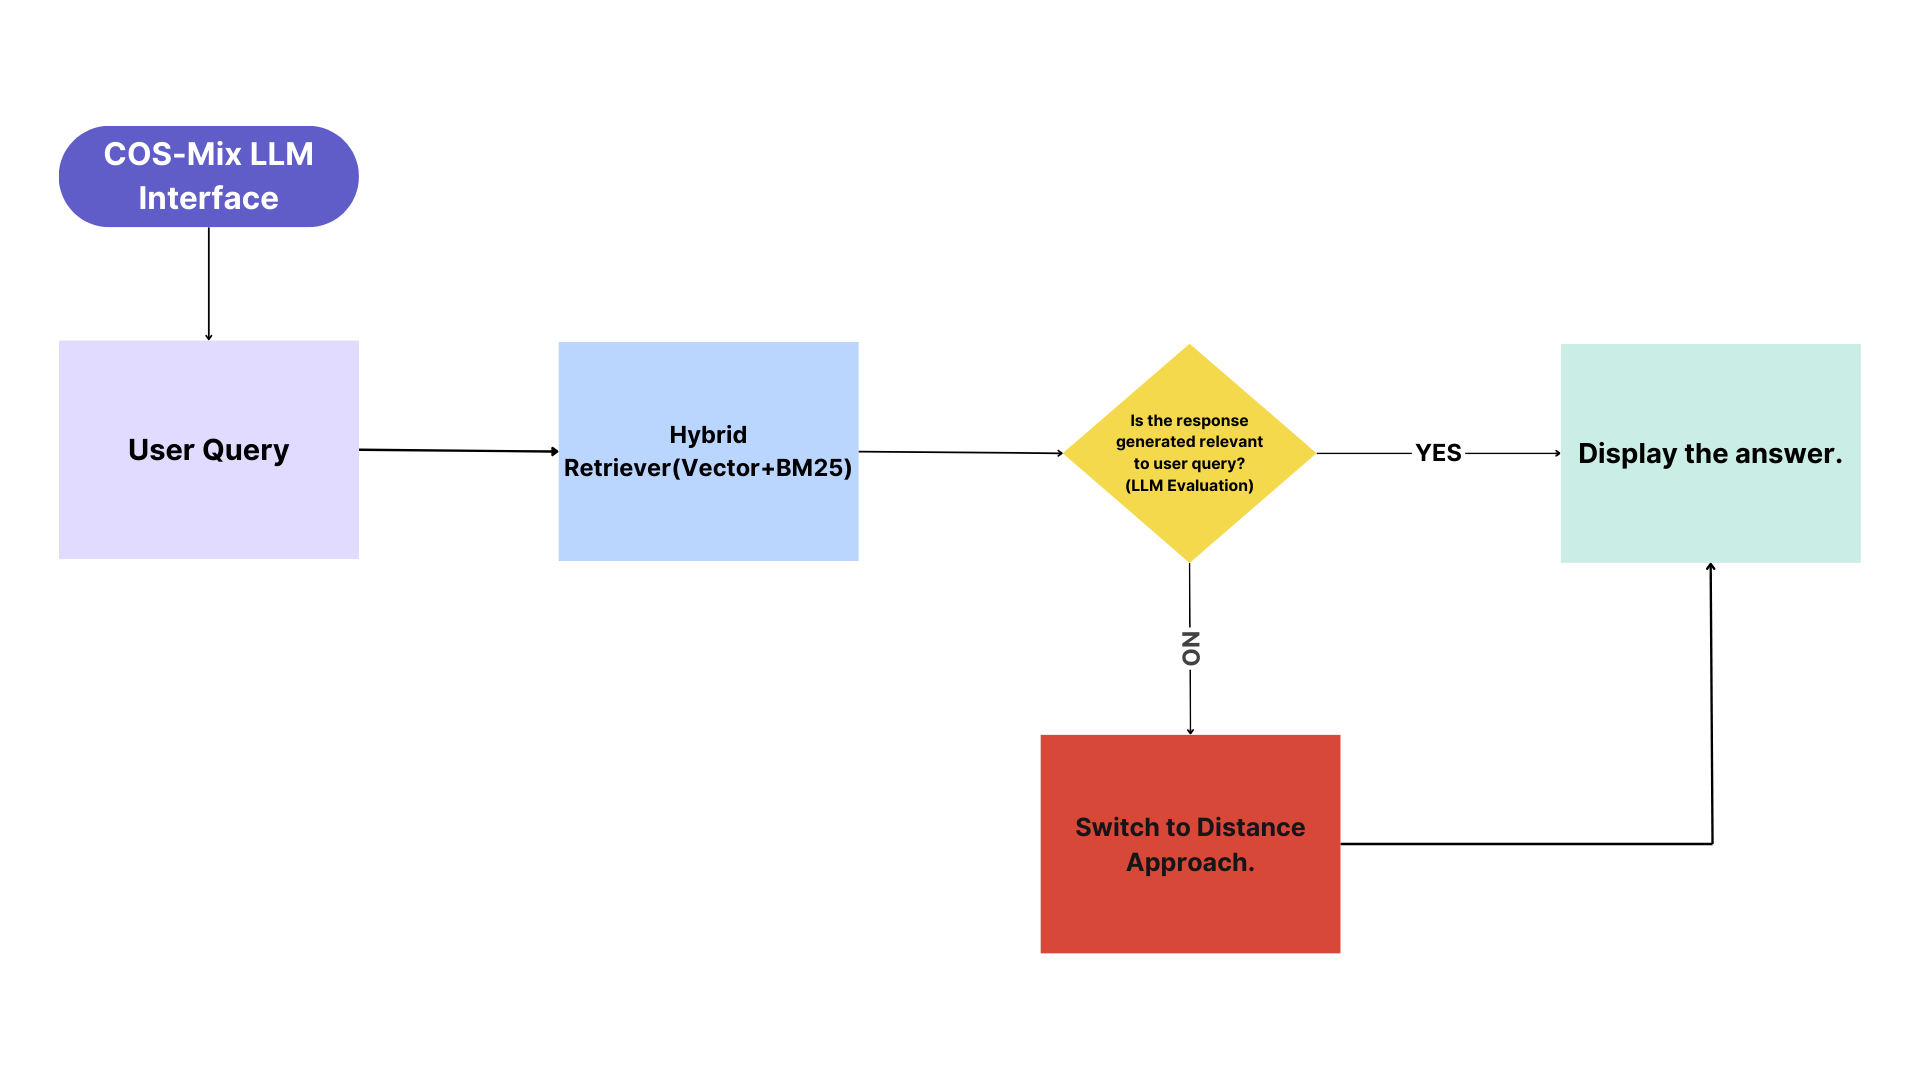 COS-Mix LLM
Interface
User Query
Hybrid
Retriever(Vector+BM25)
Is the response
generated relevant
to user query?
(LLM Evaluation)
YES
Display the answer.
NO
Switch to Distance
Approach.